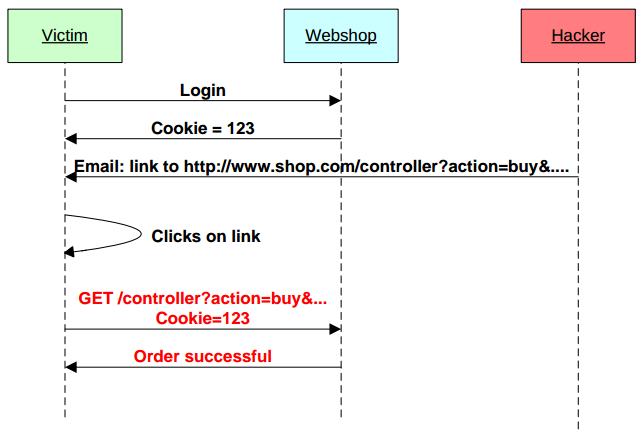 Victim
Webshop
Hacker
Login
Cookie = 123
Email: link to http://www.shop.com/controller?action=buy&....
Clicks on link
GET /controller?action=buy&...
Cookie=123
Order successful